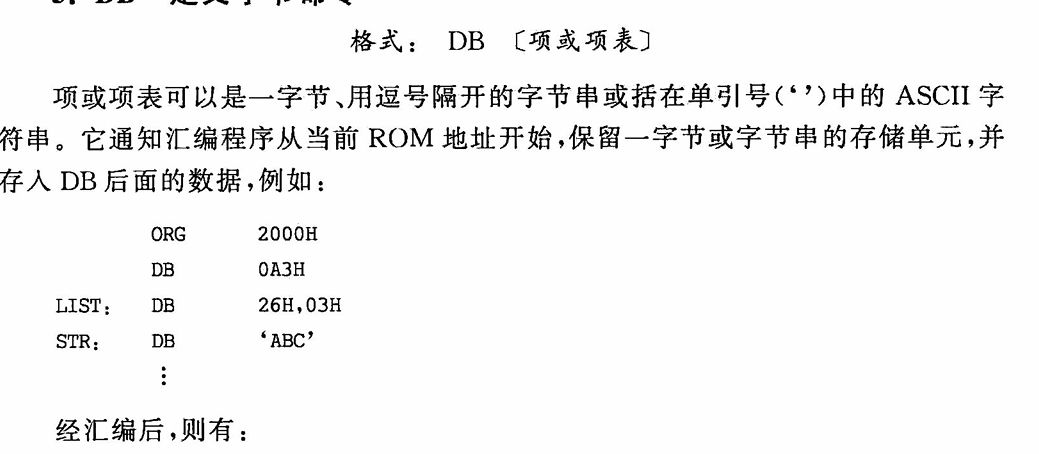 格式： DB 〔项或项表〕
项或项表可以是一字节、用逗号隔开的字节串或括在单引号(‘ ’)中的 ASCII 字
符串。它通知汇编程序从当前 ROM 地址开始,保留一字节或字节串的存储单元,并
存入 DB 后面的数据,例如：
ORG 2000H
DB 0A3H
LIST： DB 26H,03H
STR： DB ‘ABC’
⋮
经汇编后,则有：